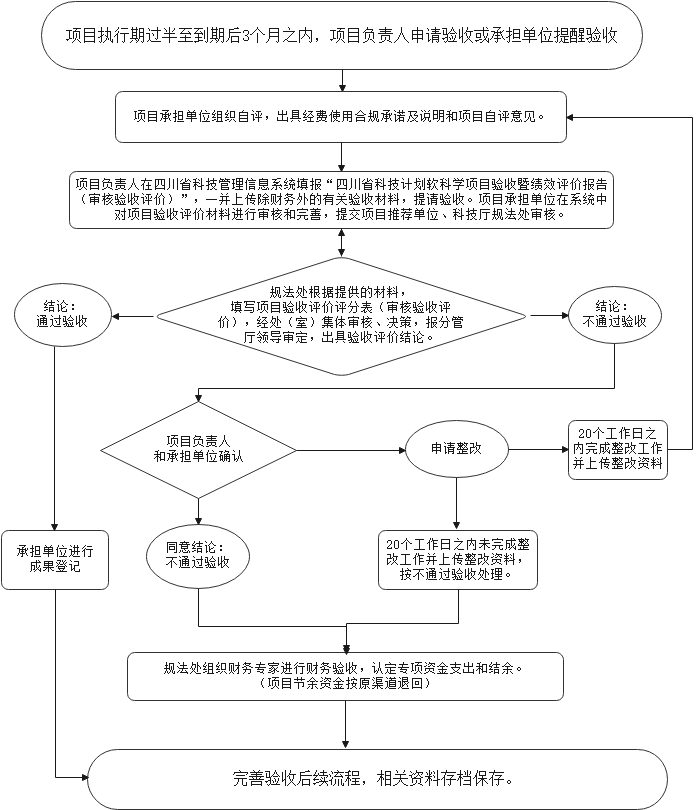 项目执行期过半至到期后3个月之内，项目负责人申请验收或承担单位提醒验收
项目承担单位组织自评，出具经费使用合规承诺及说明和项目自评意见。
项目负责人在四川省科技管理信息系统填报“四川省科技计划软科学项目验收暨绩效评价报告
（审核验收评价）”，一并上传除财务外的有关验收材料，提请验收。项目承担单位在系统中
对项目验收评价材料进行审核和完善，提交项目推荐单位、科技厅规法处审核。
规法处根据提供的材料，
填写项目验收评价评分表（审核验收评
价），经处（室）集体审核、决策，报分管
厅领导审定，出具验收评价结论。
结论：
通过验收
结论：
不通过验收
项目负责人
和承担单位确认
申请整改
20个工作日之
内完成整改工作
并上传整改资料
承担单位进行
成果登记
同意结论：
不通过验收
20个工作日之内未完成整
改工作并上传整改资料，
按不通过验收处理。
规法处组织财务专家进行财务验收，认定专项资金支出和结余。
（项目节余资金按原渠道退回）
完善验收后续流程，相关资料存档保存。